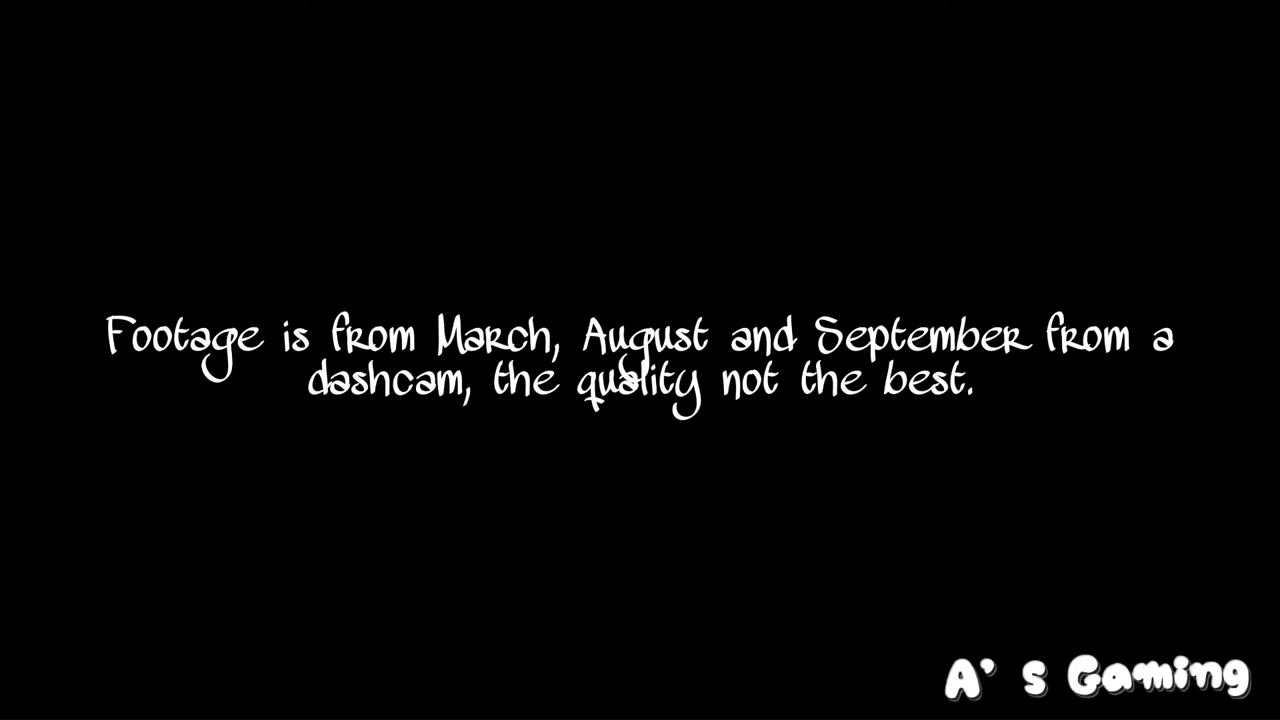 Footage is from March, August and September from a
dashcam, the quality not the best.
A' s Gaming